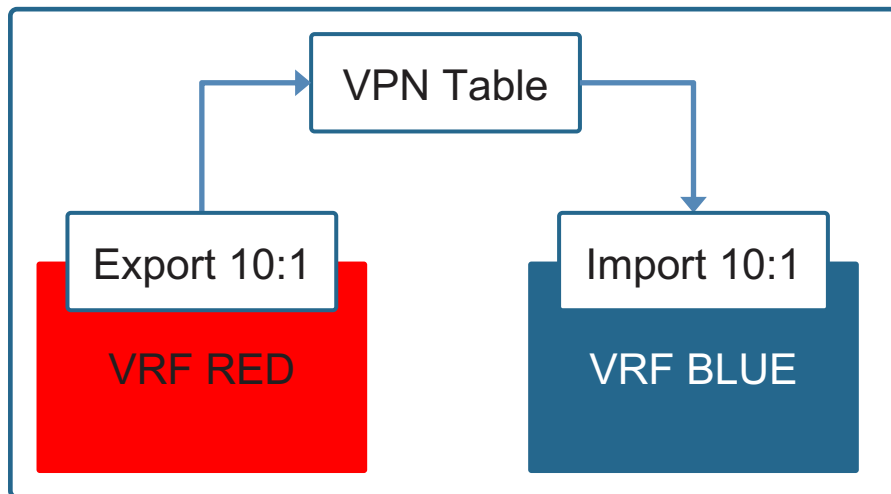 VPN Table
Export 10:1
Import 10:1
VRF RED
VRF BLUE